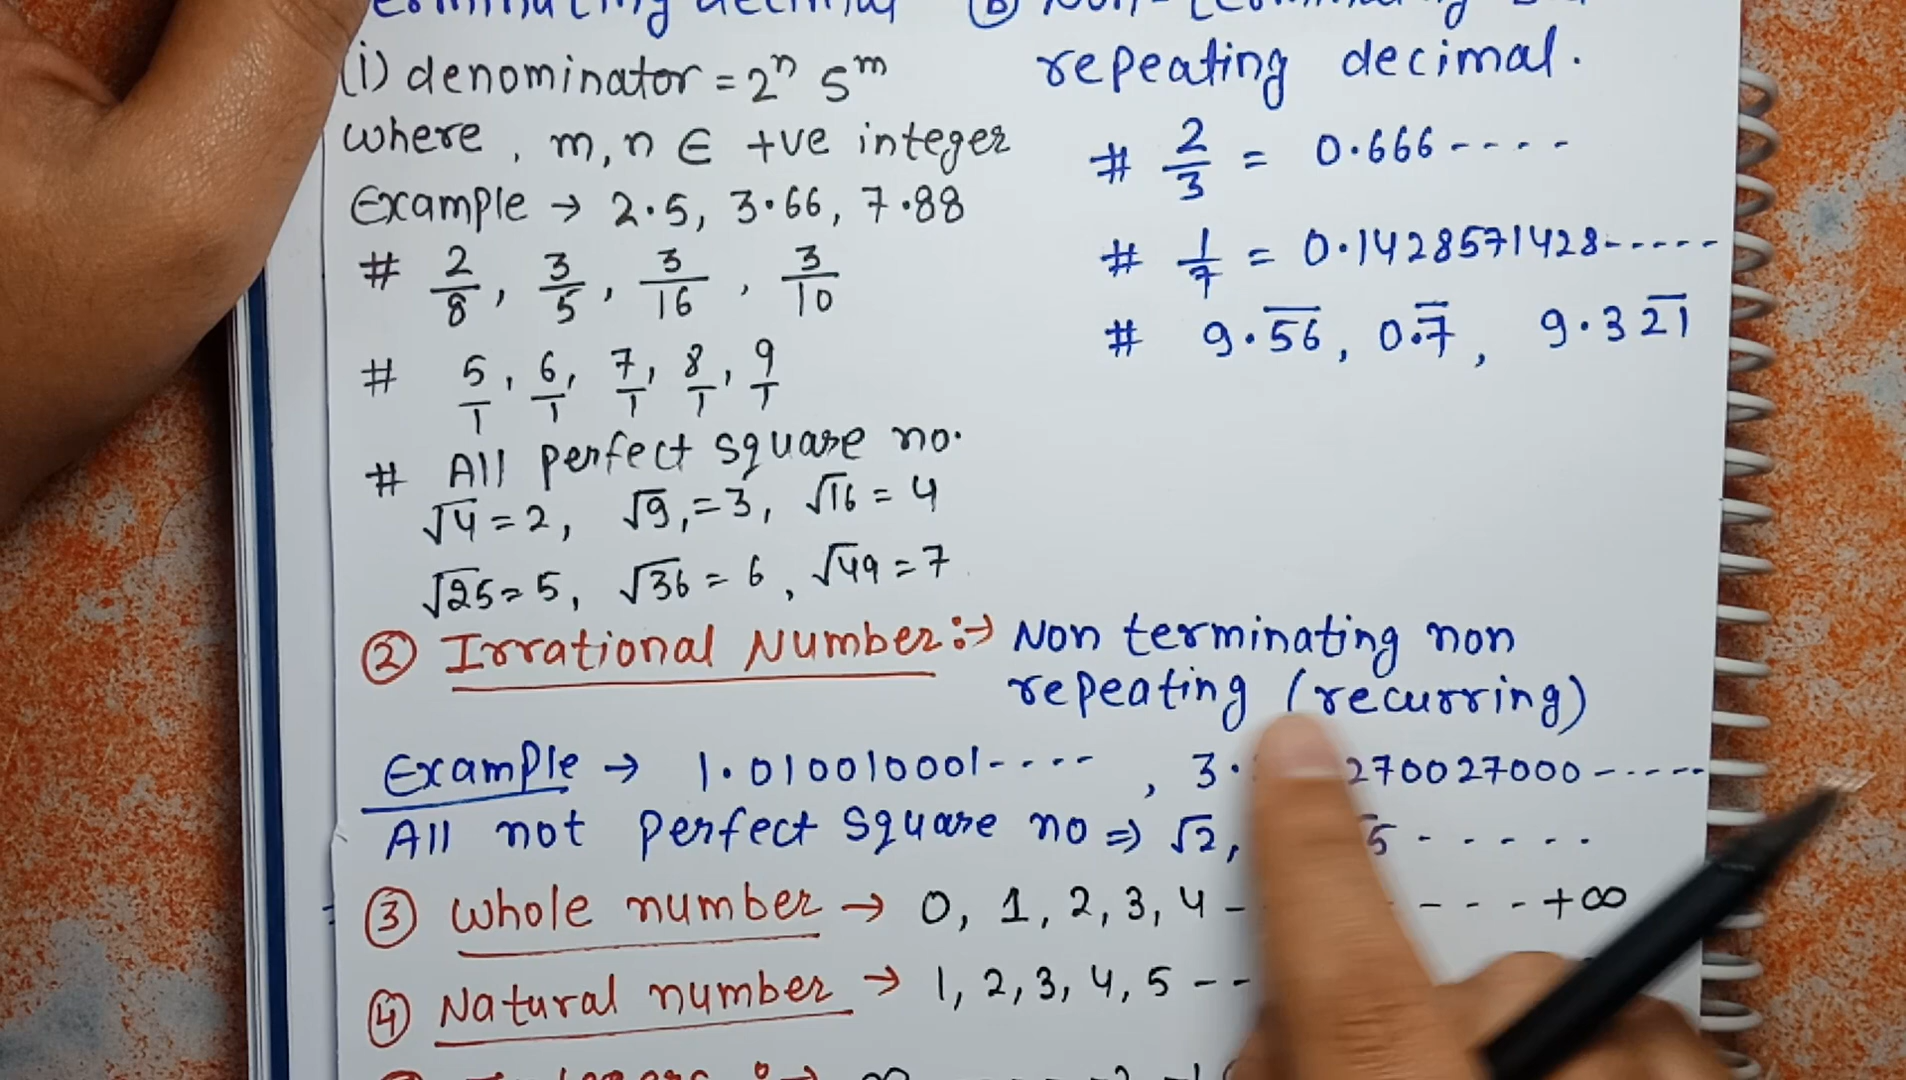 (i) denominator = 2ⁿ 5ᵐ
where, m, n ∈ +ve integer
Example → 2.5, 3.66, 7.88
# 2/8, 3/5, 3/16, 3/10
# 5/1, 6/1, 7/1, 8/1, 9/1
# All perfect square no.
√4 = 2, √9, = 3, √16 = 4
√25 = 5, √36 = 6, √49 = 7
repeating decimal.
# 2/3 = 0.666----
# 1/7 = 0.1428571428-----
# 9.5̅6̅, 0.7̅, 9.32̅1̅
② Irrational Number :→ Non terminating non
repeating (recurring)
Example → 1.010010001---- , 3. 270027000-----
All not perfect square no ⇒ √2, √5 -----
③ Whole number → 0, 1, 2, 3, 4 - - - - +∞
④ Natural number → 1, 2, 3, 4, 5 --